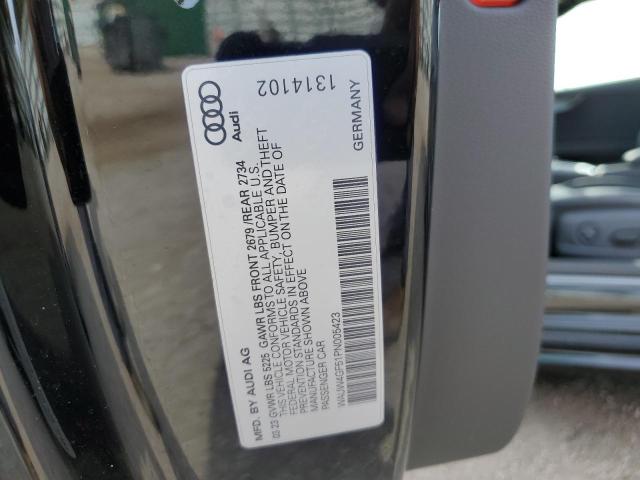 1314102
Audi
GERMANY
MFD. BY AUDI AG
03.23 GVWR LBS 5225 GAWR LBS FRONT 2679 /REAR 2734
THIS VEHICLE CONFORMS TO ALL APPLICABLE U.S.
FEDERAL MOTOR VEHICLE SAFETY, BUMPER AND THEFT
PREVENTION STANDARDS IN EFFECT ON THE DATE OF
MANUFACTURE SHOWN ABOVE
PASSENGER CAR
WAUW4GF51PN005423